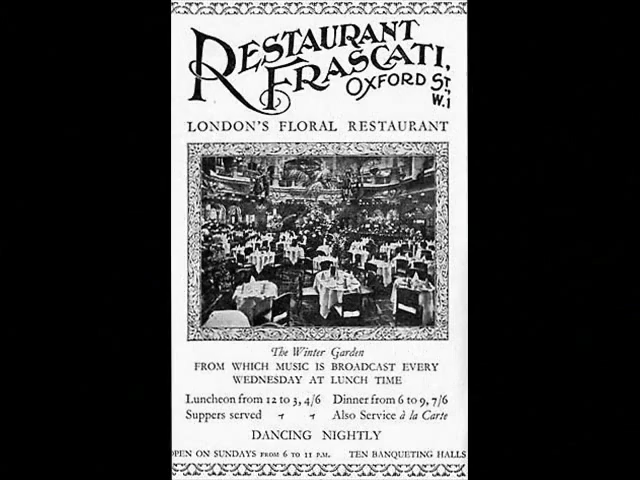 RESTAURANT
FRASCATI,
OXFORD ST,
W.1
LONDON'S FLORAL RESTAURANT
The Winter Garden
FROM WHICH MUSIC IS BROADCAST EVERY
WEDNESDAY AT LUNCH TIME
Luncheon from 12 to 3, 4/6 Dinner from 6 to 9, 7/6
Suppers served Also Service à la Carte
DANCING NIGHTLY
OPEN ON SUNDAYS FROM 6 TO 11 P.M. TEN BANQUETING HALLS